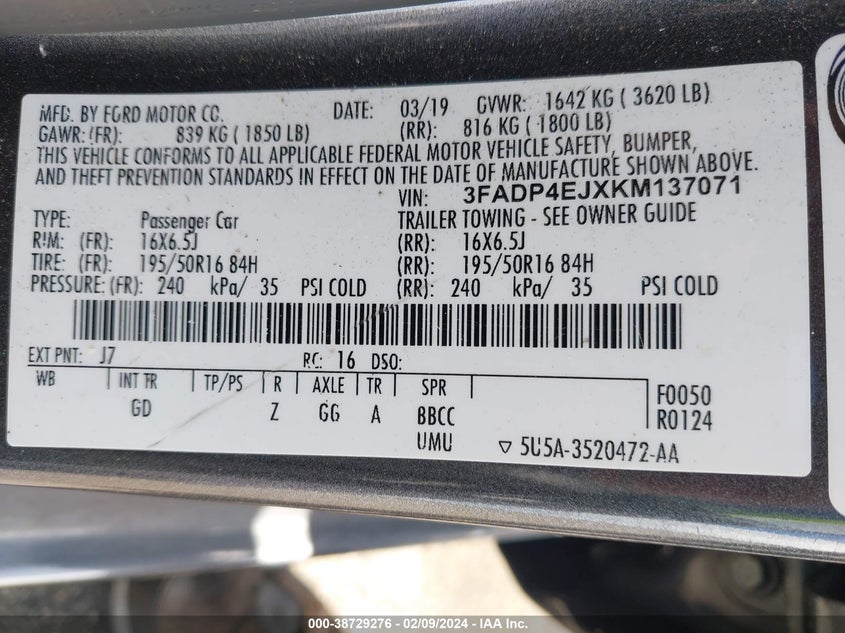 MFD. BY FORD MOTOR CO. DATE: 03/19 GVWR: 1642 KG ( 3620 LB)
GAWR: (FR): 839 KG ( 1850 LB) (RR): 816 KG ( 1800 LB)
THIS VEHICLE CONFORMS TO ALL APPLICABLE FEDERAL MOTOR VEHICLE SAFETY, BUMPER,
AND THEFT PREVENTION STANDARDS IN EFFECT ON THE DATE OF MANUFACTURE SHOWN ABOVE.
VIN: 3FADP4EJXKM137071
TYPE: Passenger Car TRAILER TOWING - SEE OWNER GUIDE
RIM: (FR): 16X6.5J (RR): 16X6.5J
TIRE: (FR): 195/50R16 84H (RR): 195/50R16 84H
PRESSURE: (FR): 240 kPa/ 35 PSI COLD (RR): 240 kPa/ 35 PSI COLD
EXT PNT: J7 RC: 16 DSO:
WB INT TR TP/PS R AXLE TR SPR F0050
GD Z GG A BBCC R0124
UMU ▽ 5U5A-3520472-AA
000-38729276 - 02/09/2024 - IAA Inc.